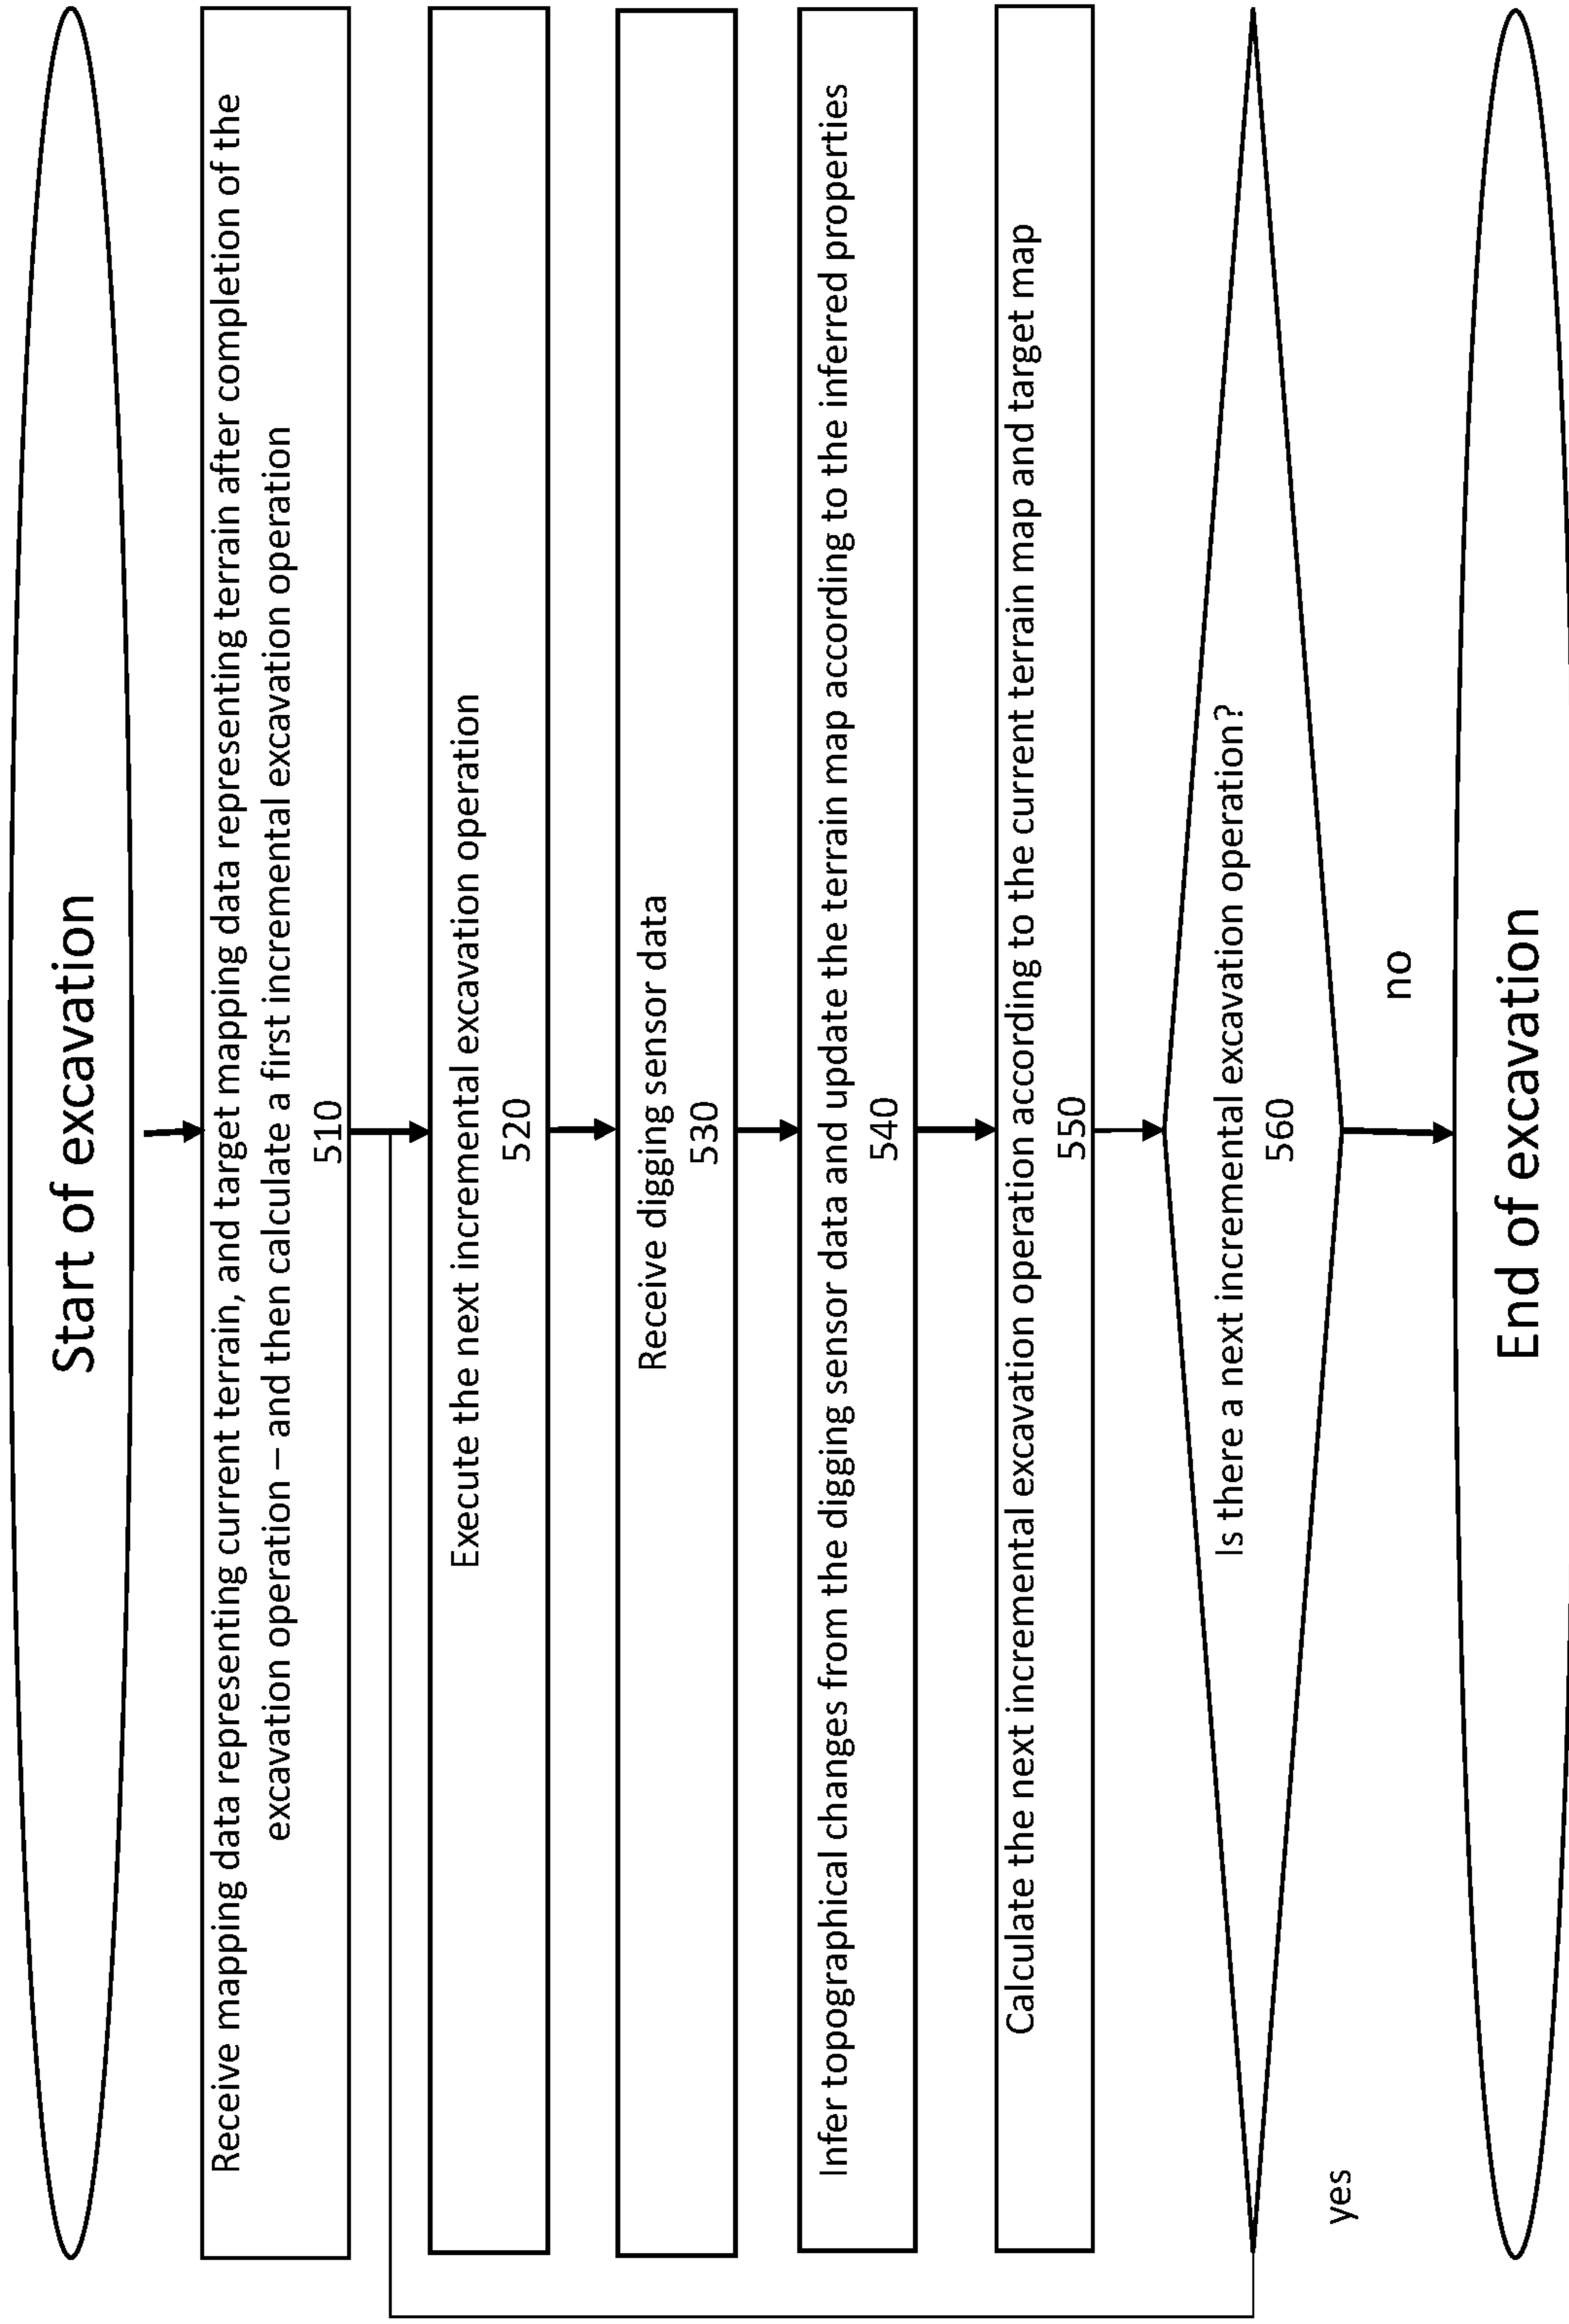 Start of excavation
Receive mapping data representing current terrain, and target mapping data representing terrain after completion of the
excavation operation – and then calculate a first incremental excavation operation
510
Execute the next incremental excavation operation
520
Receive digging sensor data
530
Infer topographical changes from the digging sensor data and update the terrain map according to the inferred properties
540
Calculate the next incremental excavation operation according to the current terrain map and target map
550
Is there a next incremental excavation operation?
560
yes
no
End of excavation